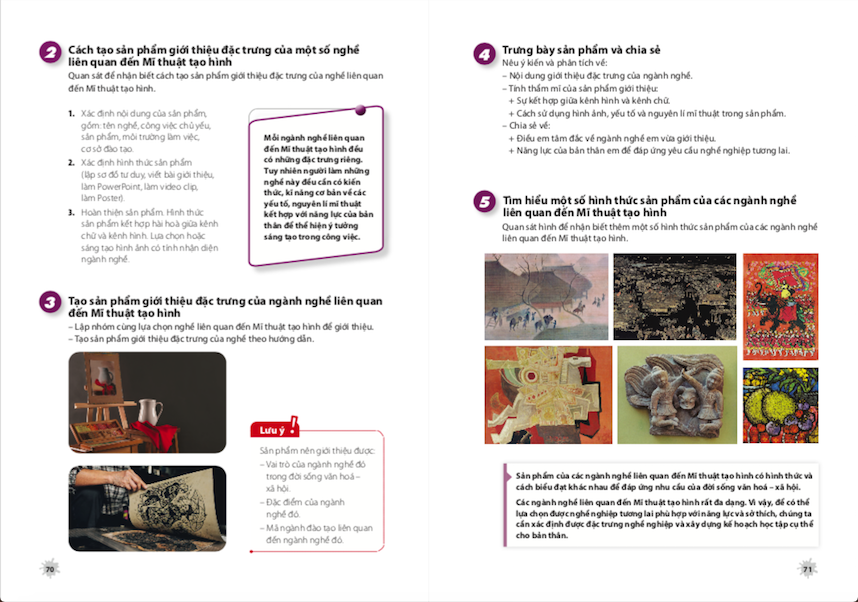 2 Cách tạo sản phẩm giới thiệu đặc trưng của một số nghề
liên quan đến Mĩ thuật tạo hình
Quan sát để nhận biết cách tạo sản phẩm giới thiệu đặc trưng của nghề liên quan
đến Mĩ thuật tạo hình.
1. Xác định nội dung của sản phẩm,
gồm: tên nghề, công việc chủ yếu,
sản phẩm, môi trường làm việc,
cơ sở đào tạo.
2. Xác định hình thức sản phẩm
(lập sơ đồ tư duy, viết bài giới thiệu,
làm PowerPoint, làm video clip,
làm Poster).
3. Hoàn thiện sản phẩm. Hình thức
sản phẩm kết hợp hài hoà giữa kênh
chữ và kênh hình. Lựa chọn hoặc
sáng tạo hình ảnh có tính nhận diện
ngành nghề.
Mỗi ngành nghề liên quan
đến Mĩ thuật tạo hình đều
có những đặc trưng riêng.
Tuy nhiên người làm những
nghề này đều cần có kiến
thức, kĩ năng cơ bản về các
yếu tố, nguyên lí mĩ thuật
kết hợp với năng lực của bản
thân để thể hiện ý tưởng
sáng tạo trong công việc.
3 Tạo sản phẩm giới thiệu đặc trưng của ngành nghề liên quan
đến Mĩ thuật tạo hình
– Lập nhóm cùng lựa chọn nghề liên quan đến Mĩ thuật tạo hình để giới thiệu.
– Tạo sản phẩm giới thiệu đặc trưng của nghề theo hướng dẫn.
Lưu ý !
Sản phẩm nên giới thiệu được:
– Vai trò của ngành nghề đó
trong đời sống văn hoá –
xã hội.
– Đặc điểm của ngành
nghề đó.
– Mã ngành đào tạo liên quan
đến ngành nghề đó.
70
4 Trưng bày sản phẩm và chia sẻ
Nêu ý kiến và phân tích về:
– Nội dung giới thiệu đặc trưng của ngành nghề.
– Tính thẩm mĩ của sản phẩm giới thiệu:
+ Sự kết hợp giữa kênh hình và kênh chữ.
+ Cách sử dụng hình ảnh, yếu tố và nguyên lí mĩ thuật trong sản phẩm.
– Chia sẻ về:
+ Điều em tâm đắc về ngành nghề em vừa giới thiệu.
+ Năng lực của bản thân em để đáp ứng yêu cầu nghề nghiệp tương lai.
5 Tìm hiểu một số hình thức sản phẩm của các ngành nghề
liên quan đến Mĩ thuật tạo hình
Quan sát hình để nhận biết thêm một số hình thức sản phẩm của các ngành nghề
liên quan đến Mĩ thuật tạo hình.
Sản phẩm của các ngành nghề liên quan đến Mĩ thuật tạo hình có hình thức và
cách biểu đạt khác nhau để đáp ứng nhu cầu của đời sống văn hoá – xã hội.
Các ngành nghề liên quan đến Mĩ thuật tạo hình rất đa dạng. Vì vậy, để có thể
lựa chọn được nghề nghiệp tương lai phù hợp với năng lực và sở thích, chúng ta
cần xác định được đặc trưng nghề nghiệp và xây dựng kế hoạch học tập cụ thể
cho bản thân.
71